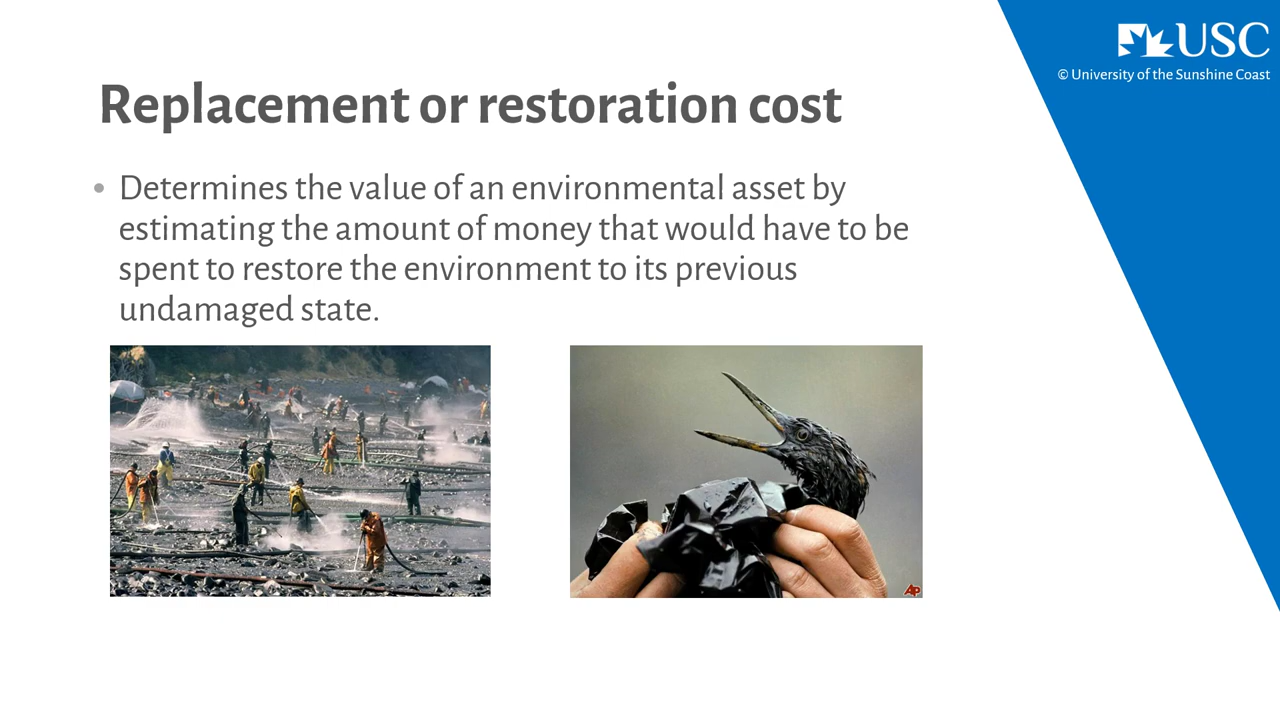 USC
© University of the Sunshine Coast
Replacement or restoration cost
• Determines the value of an environmental asset by
estimating the amount of money that would have to be
spent to restore the environment to its previous
undamaged state.
AP